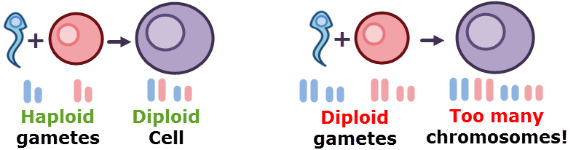 Haploid
gametes
Diploid
Cell
Diploid
gametes
Too many
chromosomes!